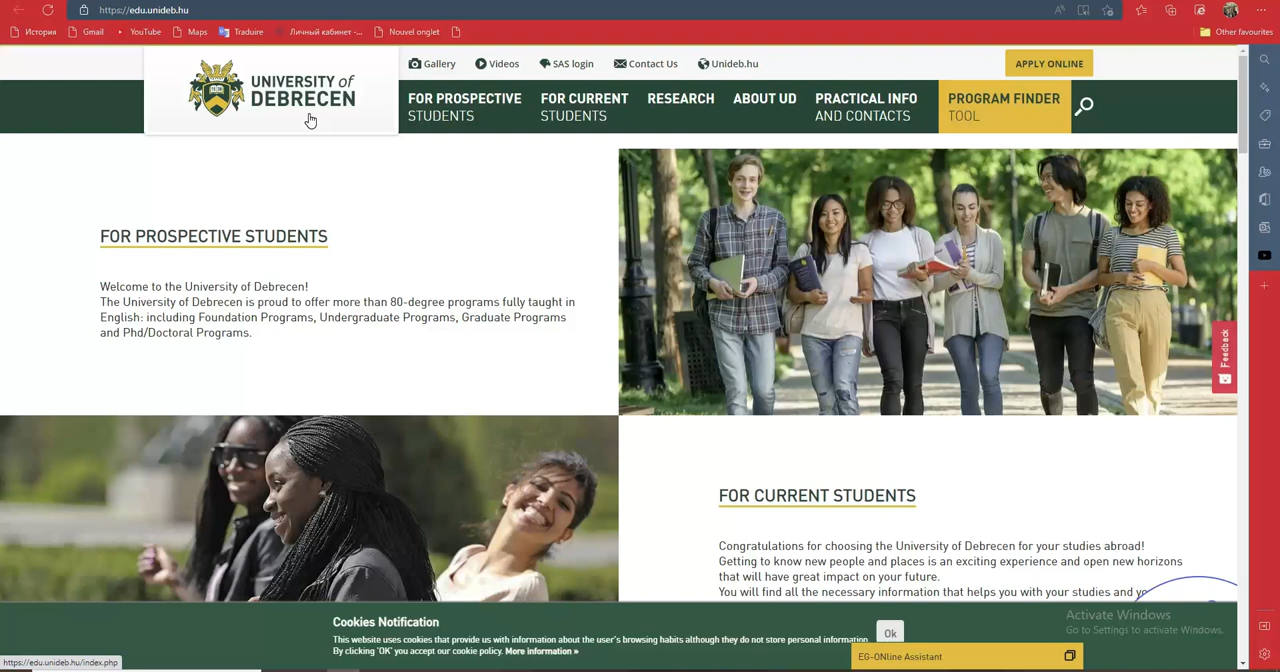 https://edu.unideb.hu
История
Gmail
YouTube
Maps
Traduire
Личный кабинет -...
Nouvel onglet
Other favourites
UNIVERSITY of
DEBRECEN
Gallery
Videos
SAS login
Contact Us
Unideb.hu
APPLY ONLINE
FOR PROSPECTIVE
STUDENTS
FOR CURRENT
STUDENTS
RESEARCH
ABOUT UD
PRACTICAL INFO
AND CONTACTS
PROGRAM FINDER
TOOL
FOR PROSPECTIVE STUDENTS
Welcome to the University of Debrecen!
The University of Debrecen is proud to offer more than 80-degree programs fully taught in
English: including Foundation Programs, Undergraduate Programs, Graduate Programs
and Phd/Doctoral Programs.
Feedback
FOR CURRENT STUDENTS
Congratulations for choosing the University of Debrecen for your studies abroad!
Getting to know new people and places is an exciting experience and open new horizons
that will have great impact on your future.
You will find all the necessary information that helps you with your studies and
Cookies Notification
This website uses cookies that provide us with information about the user's browsing habits although they do not store personal information.
By clicking 'OK' you accept our cookie policy. More information »
Ok
EG-ONline Assistant
Activate Windows
Go to Settings to activate Windows.
https://edu.unideb.hu/index.php